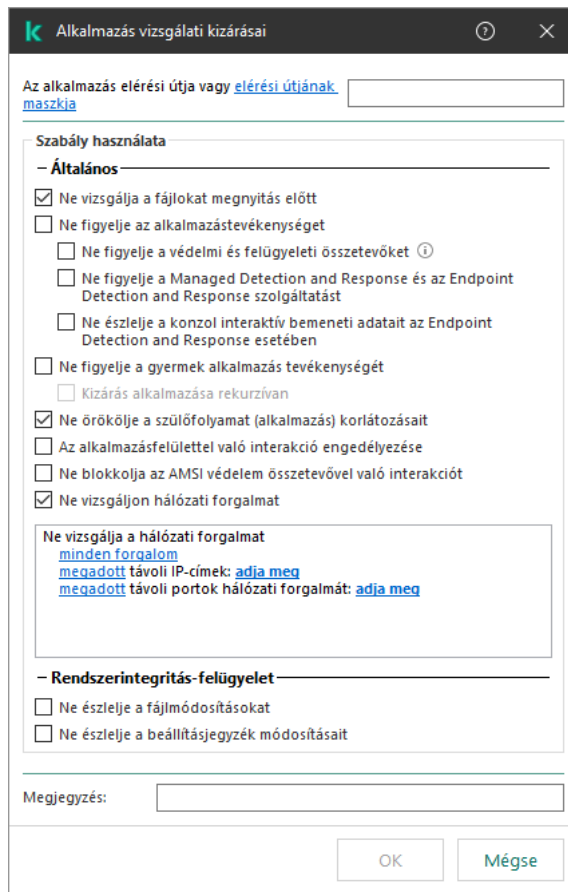 Alkalmazás vizsgálati kizárásai
Az alkalmazás elérési útja vagy elérési útjának
maszkja
Szabály használata
Általános
Ne vizsgálja a fájlokat megnyitás előtt
Ne figyelje az alkalmazástevékenységet
Ne figyelje a védelmi és felügyeleti összetevőket
Ne figyelje a Managed Detection and Response és az Endpoint
Detection and Response szolgáltatást
Ne észlelje a konzol interaktív bemeneti adatait az Endpoint
Detection and Response esetében
Ne figyelje a gyermek alkalmazás tevékenységét
Kizárás alkalmazása rekurzívan
Ne örökölje a szülőfolyamat (alkalmazás) korlátozásait
Az alkalmazásfelülettel való interakció engedélyezése
Ne blokkolja az AMSI védelem összetevővel való interakciót
Ne vizsgáljon hálózati forgalmat
Ne vizsgálja a hálózati forgalmat
minden forgalom
megadott távoli IP-címek: adja meg
megadott távoli portok hálózati forgalmát: adja meg
Rendszerintegritás-felügyelet
Ne észlelje a fájlmódosításokat
Ne észlelje a beállításjegyzék módosításait
Megjegyzés:
OK
Mégse